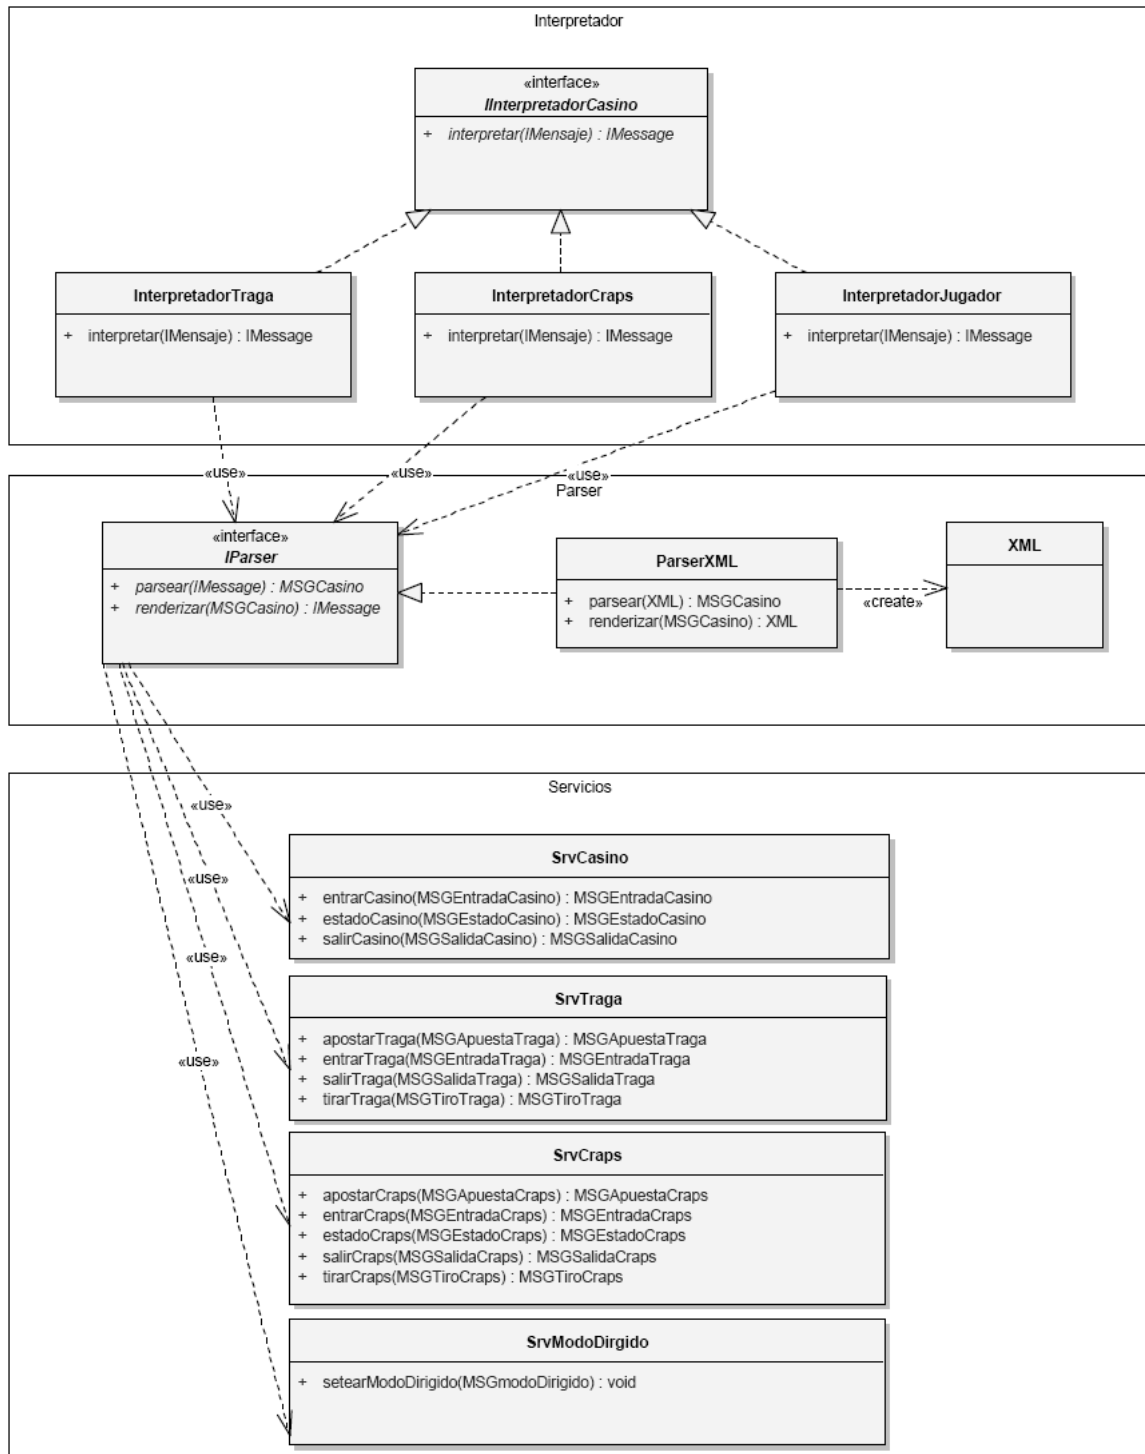 Interpretador
«interface»
IInterpretadorCasino
+ interpretar(IMensaje) : IMessage
InterpretadorTraga
+ interpretar(IMensaje) : IMessage
InterpretadorCraps
+ interpretar(IMensaje) : IMessage
InterpretadorJugador
+ interpretar(IMensaje) : IMessage
«use»
«use»
«use»
Parser
«interface»
IParser
+ parsear(IMessage) : MSGCasino
+ renderizar(MSGCasino) : IMessage
ParserXML
+ parsear(XML) : MSGCasino
+ renderizar(MSGCasino) : XML
«create»
XML
Servicios
«use»
«use»
«use»
«use»
SrvCasino
+ entrarCasino(MSGEntradaCasino) : MSGEntradaCasino
+ estadoCasino(MSGEstadoCasino) : MSGEstadoCasino
+ salirCasino(MSGSalidaCasino) : MSGSalidaCasino
SrvTraga
+ apostarTraga(MSGApuestaTraga) : MSGApuestaTraga
+ entrarTraga(MSGEntradaTraga) : MSGEntradaTraga
+ salirTraga(MSGSalidaTraga) : MSGSalidaTraga
+ tirarTraga(MSGTiroTraga) : MSGTiroTraga
SrvCraps
+ apostarCraps(MSGApuestaCraps) : MSGApuestaCraps
+ entrarCraps(MSGEntradaCraps) : MSGEntradaCraps
+ estadoCraps(MSGEstadoCraps) : MSGEstadoCraps
+ salirCraps(MSGSalidaCraps) : MSGSalidaCraps
+ tirarCraps(MSGTiroCraps) : MSGTiroCraps
SrvModoDirgido
+ setearModoDirigido(MSGmodoDirigido) : void